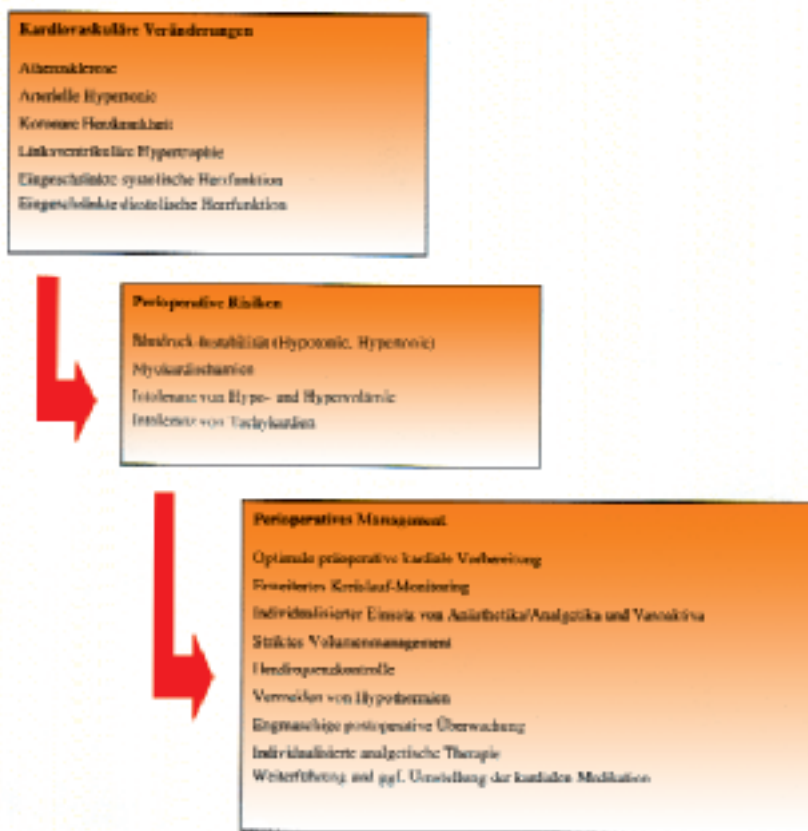 Kardiovaskuläre Veränderungen
Atherosklerose
Arterielle Hypertonie
Koronare Herzkrankheit
Linksventrikuläre Hypertrophie
Eingeschränkte systolische Herzfunktion
Eingeschränkte diastolische Herzfunktion
Perioperative Risiken
Blutdruck-Instabilität (Hypotonie, Hypertonie)
Myokardischämien
Intoleranz von Hypo- und Hypervolämie
Intoleranz von Tachykardien
Perioperatives Management
Optimale präoperative kardiale Vorbereitung
Erweitertes Kreislauf-Monitoring
Individualisierter Einsatz von Anästhetika/Analgetika und Vasoaktiva
Striktes Volumenmanagement
Herzfrequenzkontrolle
Vermeiden von Hypothermien
Engmaschige postoperative Überwachung
Individualisierte analgetische Therapie
Weiterführung und ggf. Umstellung der kardialen Medikation